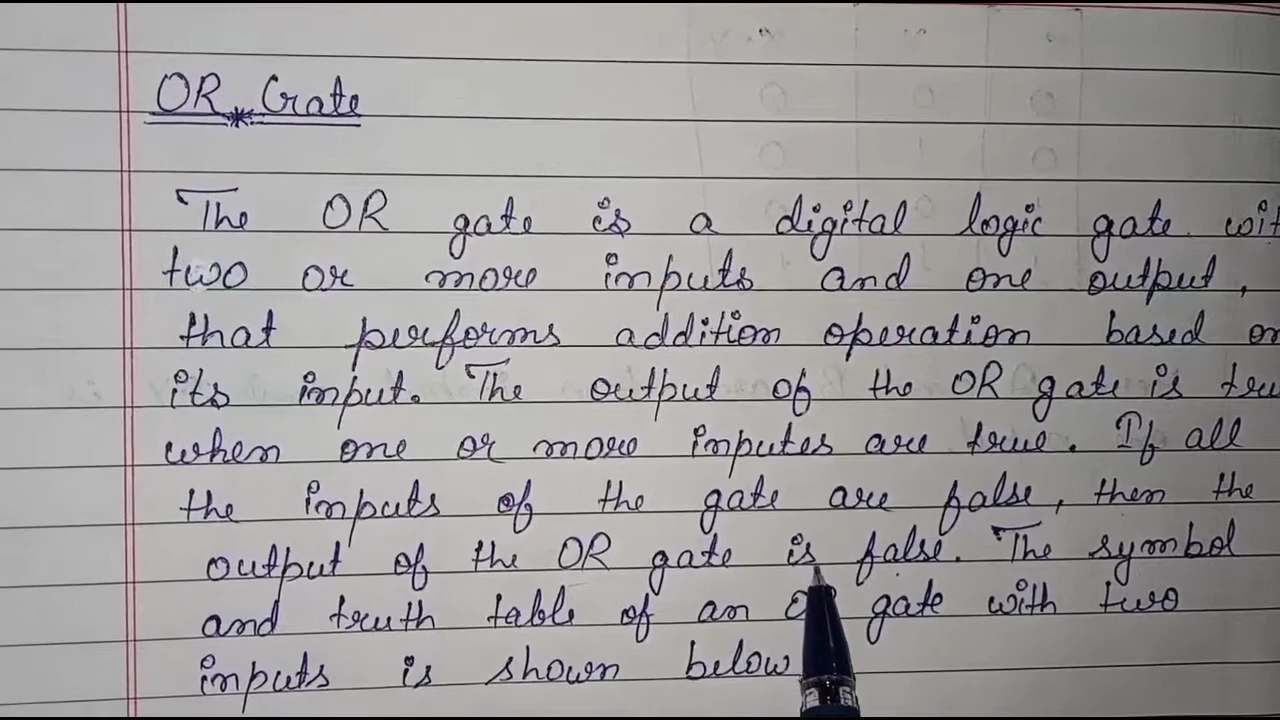 OR Gate
The OR gate is a digital logic gate wit
two or more inputs and one output,
that performs addition operation based on
its input. The output of the OR gate is tru
when one or more inputes are true. If all
the inputs of the gate are false, then the
output of the OR gate is false. The symbol
and truth table of an OR gate with two
inputs is shown below